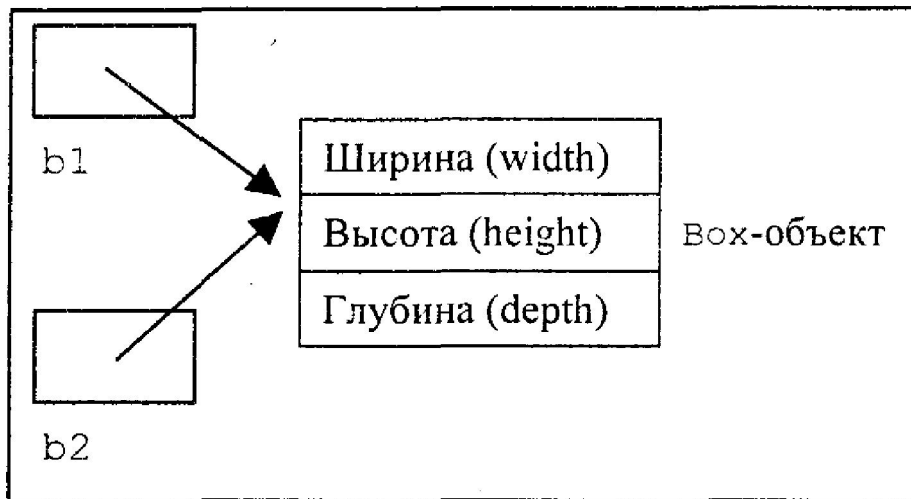 b1
Ширина (width)
Высота (height)
Box-объект
Глубина (depth)
b2